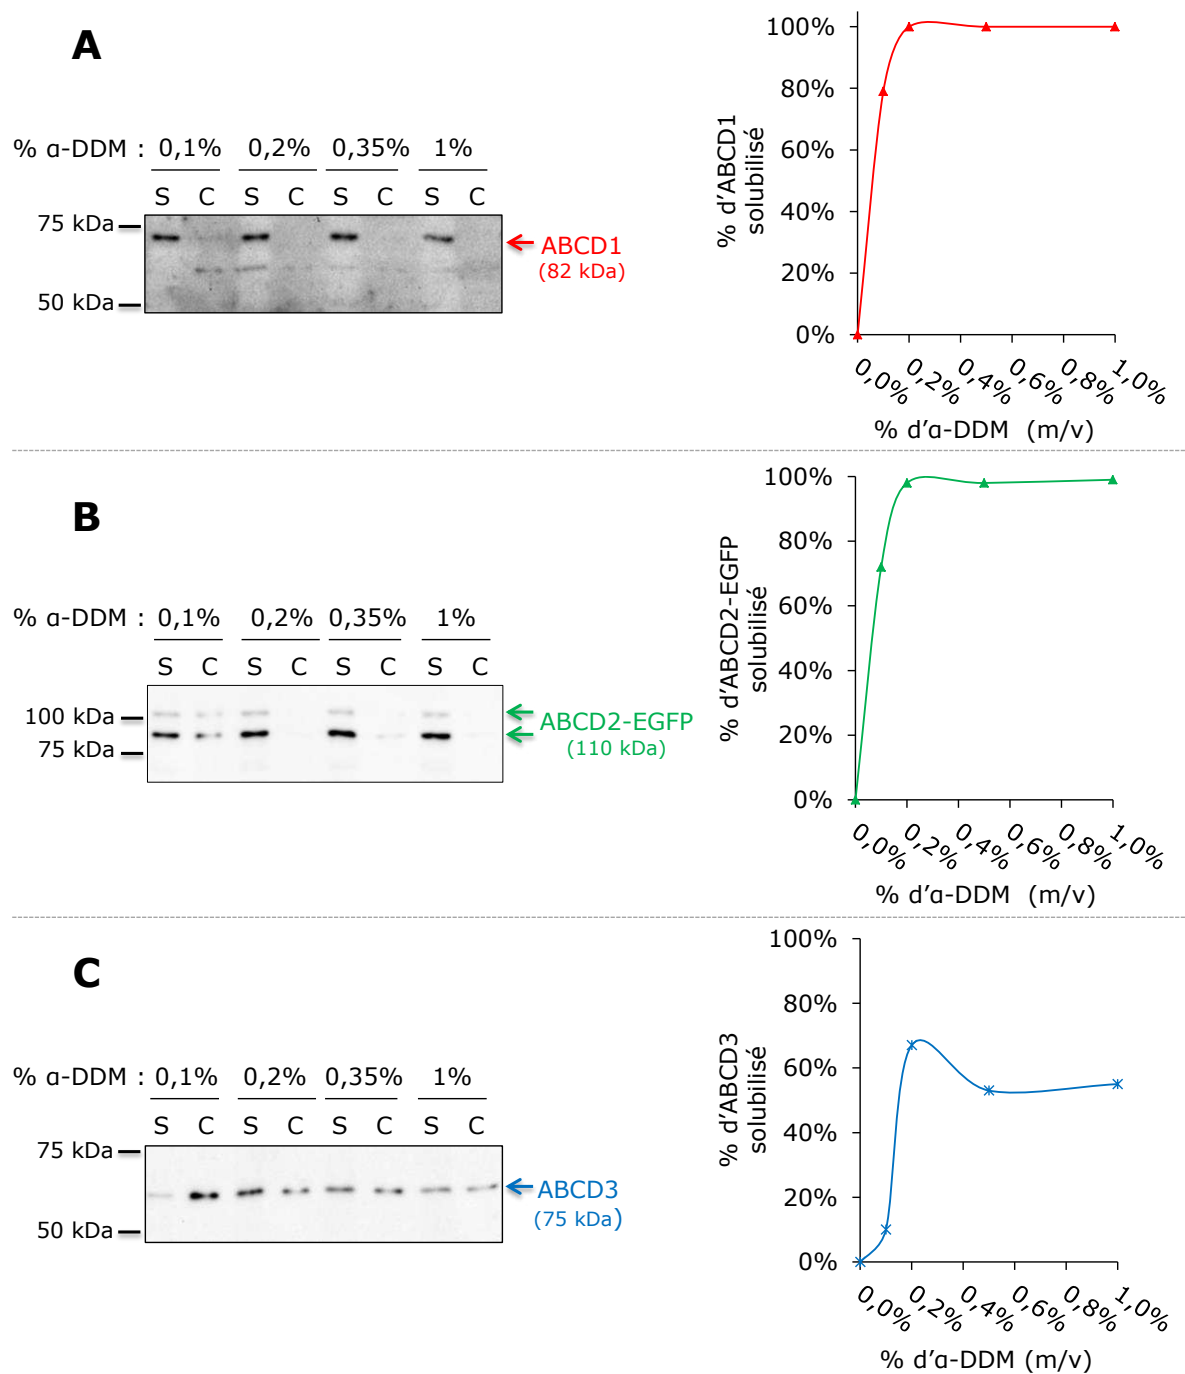 A
% α-DDM : 0,1% 0,2% 0,35% 1%
S C S C S C S C
75 kDa
50 kDa
ABCD1
(82 kDa)
% d'ABCD1
solubilisé
100%
80%
60%
40%
20%
0%
0,0% 0,2% 0,4% 0,6% 0,8% 1,0%
% d'α-DDM (m/v)
B
% α-DDM : 0,1% 0,2% 0,35% 1%
S C S C S C S C
100 kDa
75 kDa
ABCD2-EGFP
(110 kDa)
% d'ABCD2-EGFP
solubilisé
100%
80%
60%
40%
20%
0%
0,0% 0,2% 0,4% 0,6% 0,8% 1,0%
% d'α-DDM (m/v)
C
% α-DDM : 0,1% 0,2% 0,35% 1%
S C S C S C S C
75 kDa
50 kDa
ABCD3
(75 kDa)
% d'ABCD3
solubilisé
100%
80%
60%
40%
20%
0%
0,0% 0,2% 0,4% 0,6% 0,8% 1,0%
% d'α-DDM (m/v)